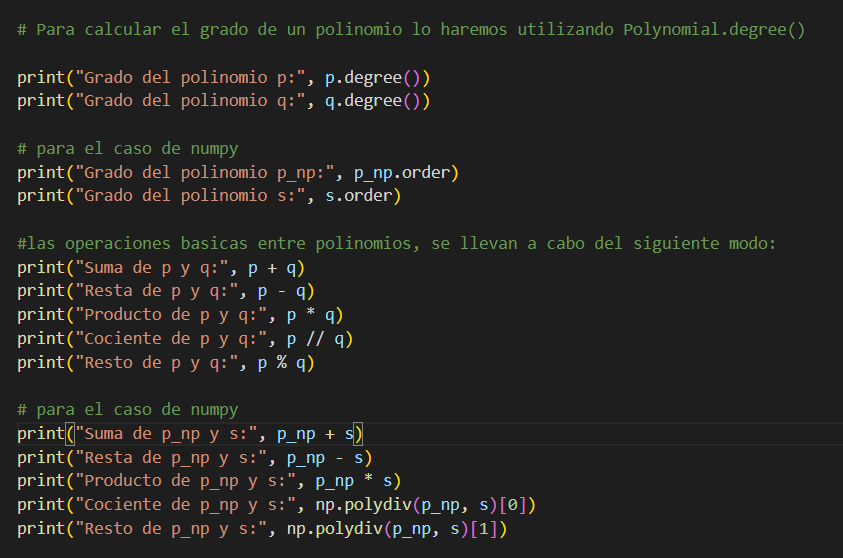 # Para calcular el grado de un polinomio lo haremos utilizando Polynomial.degree()
print("Grado del polinomio p:", p.degree())
print("Grado del polinomio q:", q.degree())
# para el caso de numpy
print("Grado del polinomio p_np:", p_np.order)
print("Grado del polinomio s:", s.order)
#las operaciones basicas entre polinomios, se llevan a cabo del siguiente modo:
print("Suma de p y q:", p + q)
print("Resta de p y q:", p - q)
print("Producto de p y q:", p * q)
print("Cociente de p y q:", p // q)
print("Resto de p y q:", p % q)
# para el caso de numpy
print("Suma de p_np y s:", p_np + s)
print("Resta de p_np y s:", p_np - s)
print("Producto de p_np y s:", p_np * s)
print("Cociente de p_np y s:", np.polydiv(p_np, s)[0])
print("Resto de p_np y s:", np.polydiv(p_np, s)[1])